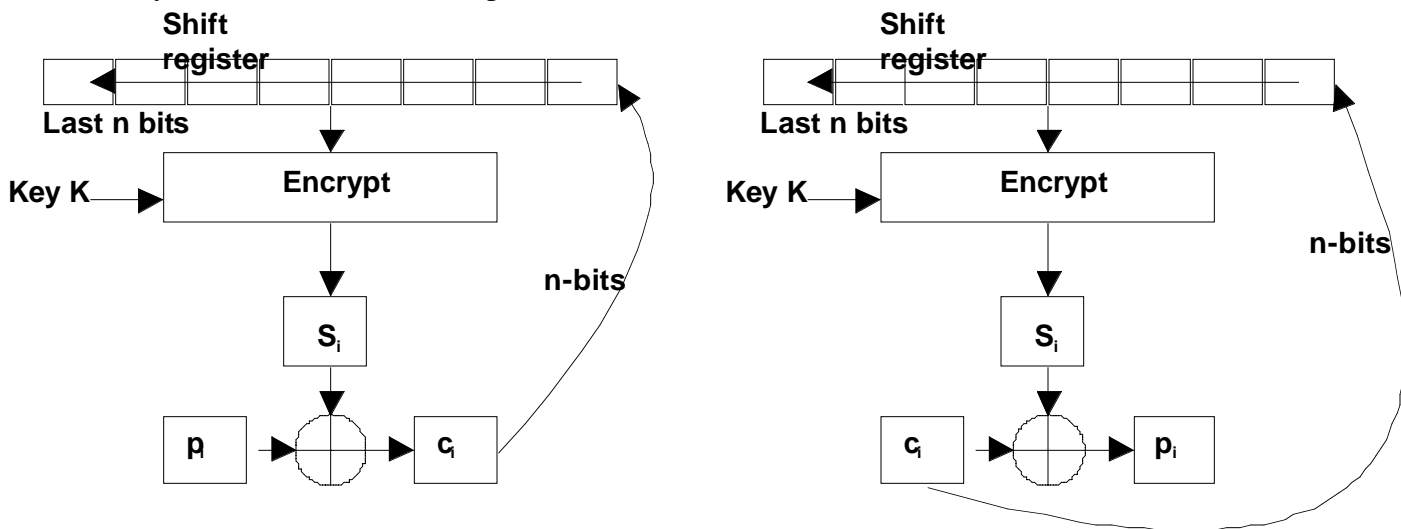 Shift
register
Last n bits
Encrypt
Key K
n-bits
Si
pi
ci
Shift
register
Last n bits
Encrypt
Key K
n-bits
Si
ci
pi